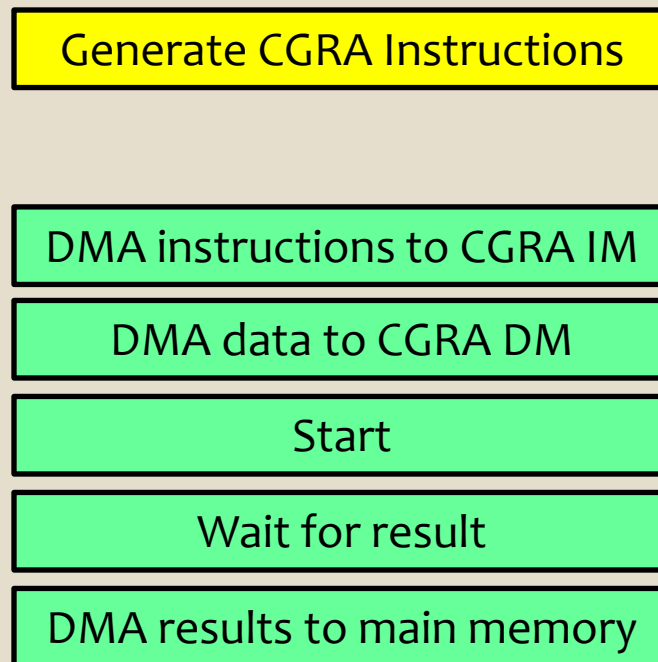 Generate CGRA Instructions
DMA instructions to CGRA IM
DMA data to CGRA DM
Start
Wait for result
DMA results to main memory